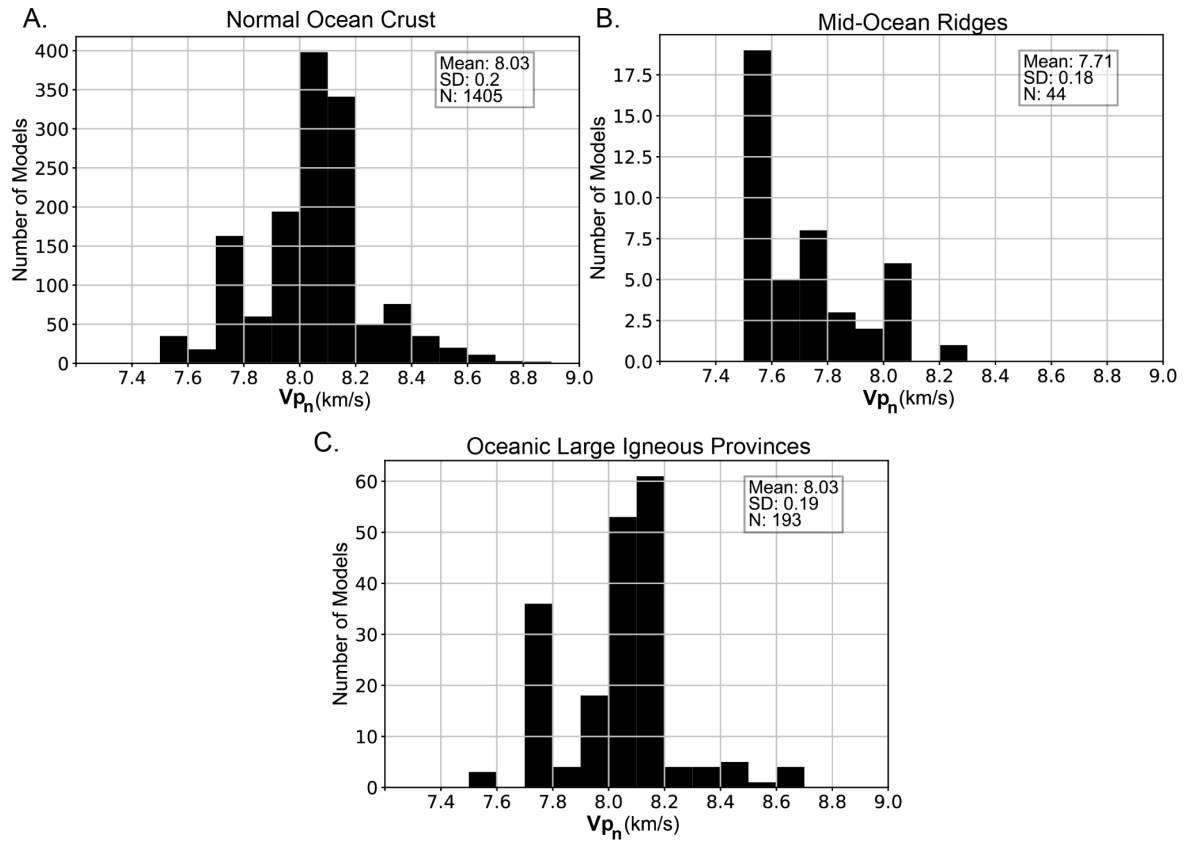 A.
Normal Ocean Crust
Mean: 8.03
SD: 0.2
N: 1405
Number of Models
400
350
300
250
200
150
100
50
0
7.4 7.6 7.8 8.0 8.2 8.4 8.6 8.8 9.0
Vpn(km/s)
B.
Mid-Ocean Ridges
Mean: 7.71
SD: 0.18
N: 44
Number of Models
17.5
15.0
12.5
10.0
7.5
5.0
2.5
0.0
7.4 7.6 7.8 8.0 8.2 8.4 8.6 8.8 9.0
Vpn(km/s)
C.
Oceanic Large Igneous Provinces
Mean: 8.03
SD: 0.19
N: 193
Number of Models
60
50
40
30
20
10
0
7.4 7.6 7.8 8.0 8.2 8.4 8.6 8.8 9.0
Vpn(km/s)